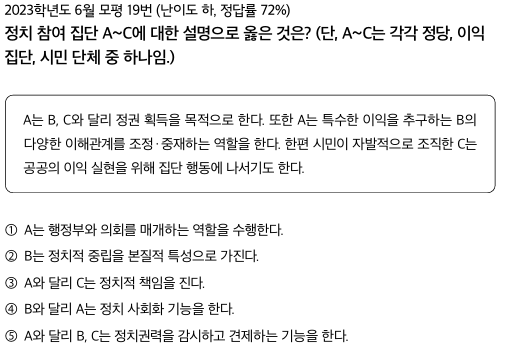 2023학년도 6월 모평 19번 (난이도 하, 정답률 72%)
정치 참여 집단 A~C에 대한 설명으로 옳은 것은? (단, A~C는 각각 정당, 이익
집단, 시민 단체 중 하나임.)
A는 B, C와 달리 정권 획득을 목적으로 한다. 또한 A는 특수한 이익을 추구하는 B의
다양한 이해관계를 조정·중재하는 역할을 한다. 한편 시민이 자발적으로 조직한 C는
공공의 이익 실현을 위해 집단 행동에 나서기도 한다.
① A는 행정부와 의회를 매개하는 역할을 수행한다.
② B는 정치적 중립을 본질적 특성으로 가진다.
③ A와 달리 C는 정치적 책임을 진다.
④ B와 달리 A는 정치 사회화 기능을 한다.
⑤ A와 달리 B, C는 정치권력을 감시하고 견제하는 기능을 한다.